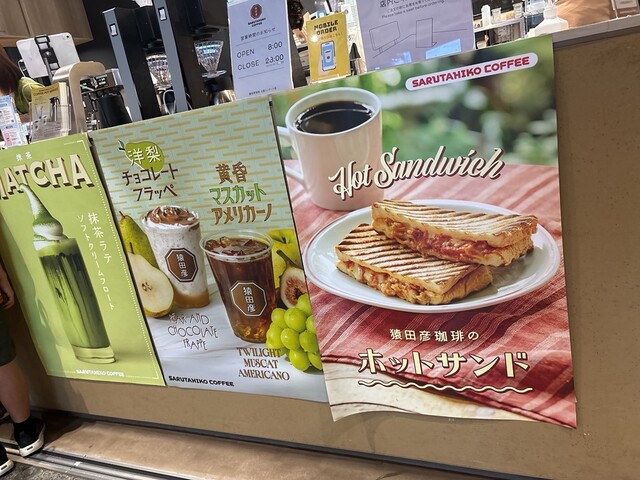 OPEN 8:00
CLOSE 23:00
MOBILE
ORDER
抹茶
MATCHA
抹茶ラテ
ソフトクリームフロート
SARUTAHIKO COFFEE
洋梨
チョコレート
フラッペ
猿田彦
PEAR AND
CHOCOLATE
FRAPPE
黄昏
マスカット
アメリカーノ
猿田彦
TWILIGHT
MUSCAT
AMERICANO
SARUTAHIKO COFFEE
SARUTAHIKO COFFEE
Hot Sandwich
猿田彦珈琲の
ホットサンド